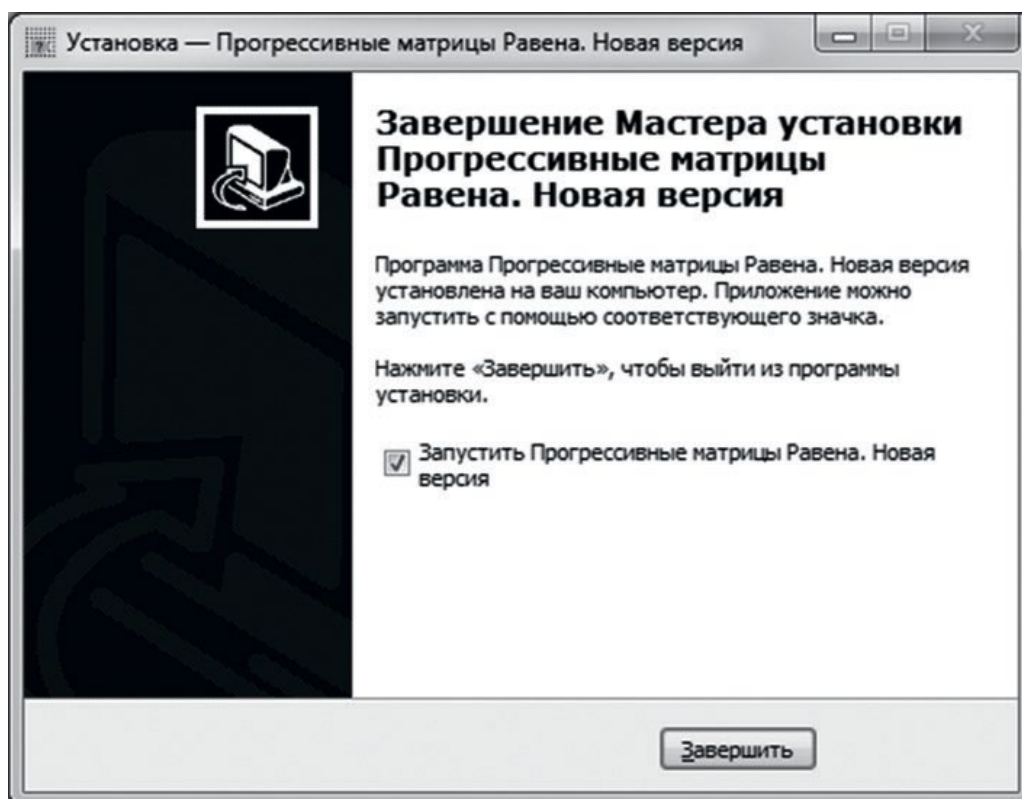 Установка — Прогрессивные матрицы Равена. Новая версия
Завершение Мастера установки
Прогрессивные матрицы
Равена. Новая версия
Программа Прогрессивные матрицы Равена. Новая версия
установлена на ваш компьютер. Приложение можно
запустить с помощью соответствующего значка.
Нажмите «Завершить», чтобы выйти из программы
установки.
Запустить Прогрессивные матрицы Равена. Новая
версия
Завершить